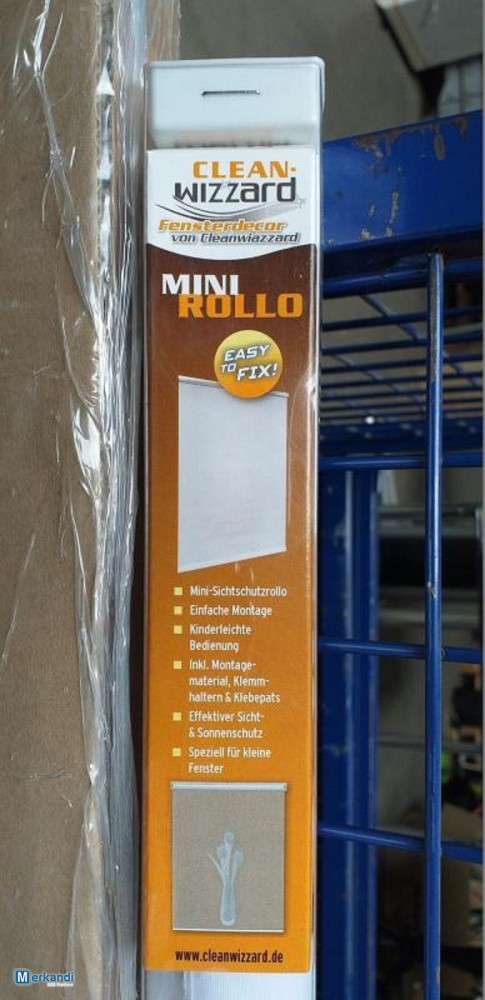 CLEAN-
WIZZARD
Fensterdecor
von Cleanwiazzard
MINI
ROLLO
EASY
TO FIX!
Mini-Sichtschutzrollo
Einfache Montage
Kinderleichte
Bedienung
Inkl. Montage-
material, Klemm-
haltern & Klebepats
Effektiver Sicht-
& Sonnenschutz
Speziell für kleine
Fenster
www.cleanwizzard.de
Merkandi